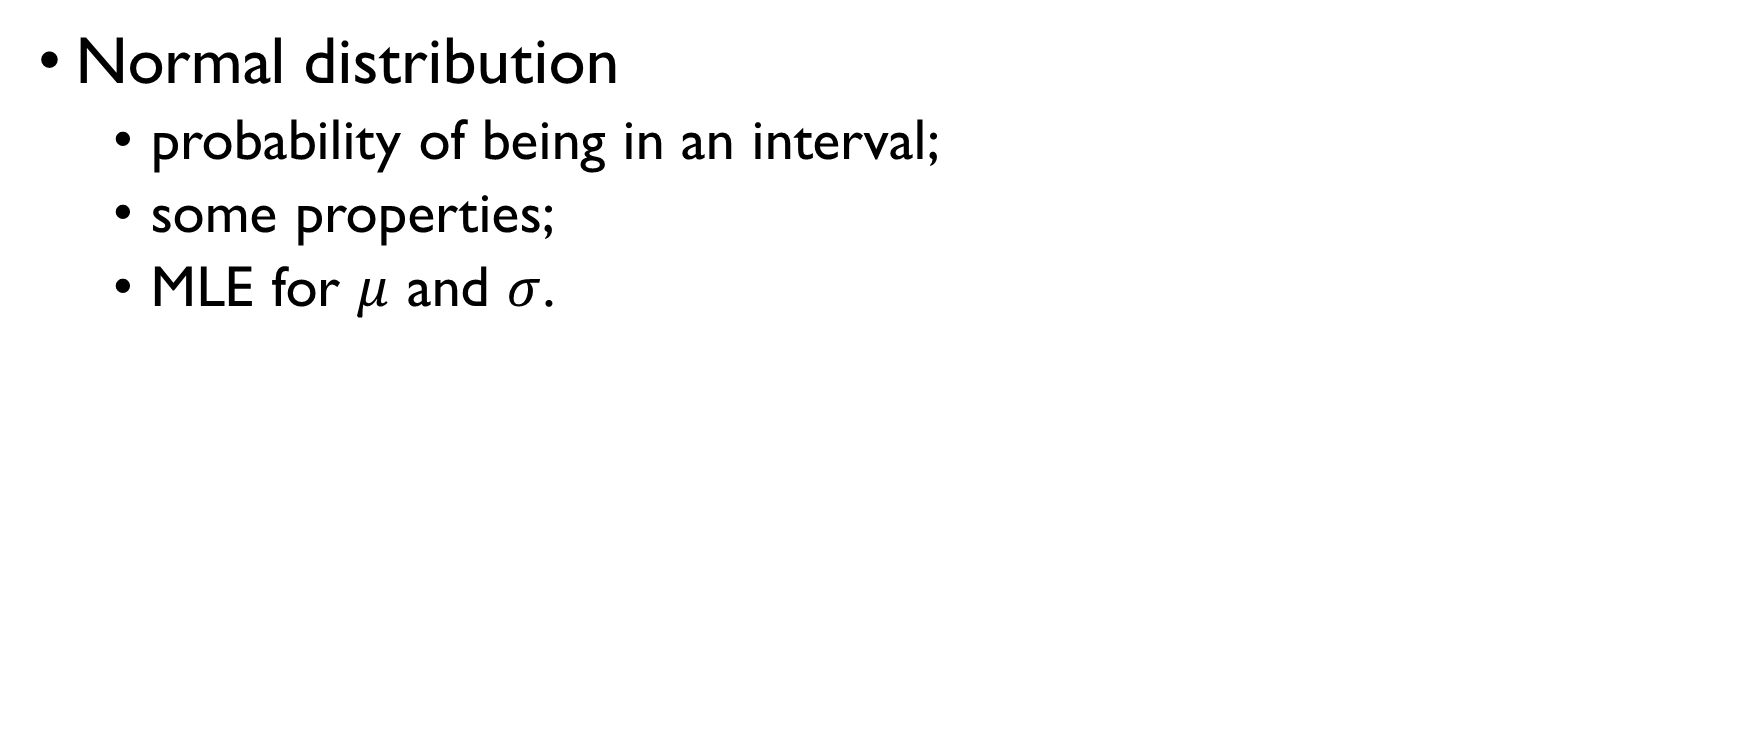 • Normal distribution
• probability of being in an interval;
• some properties;
• MLE for 𝜇 and 𝜎.